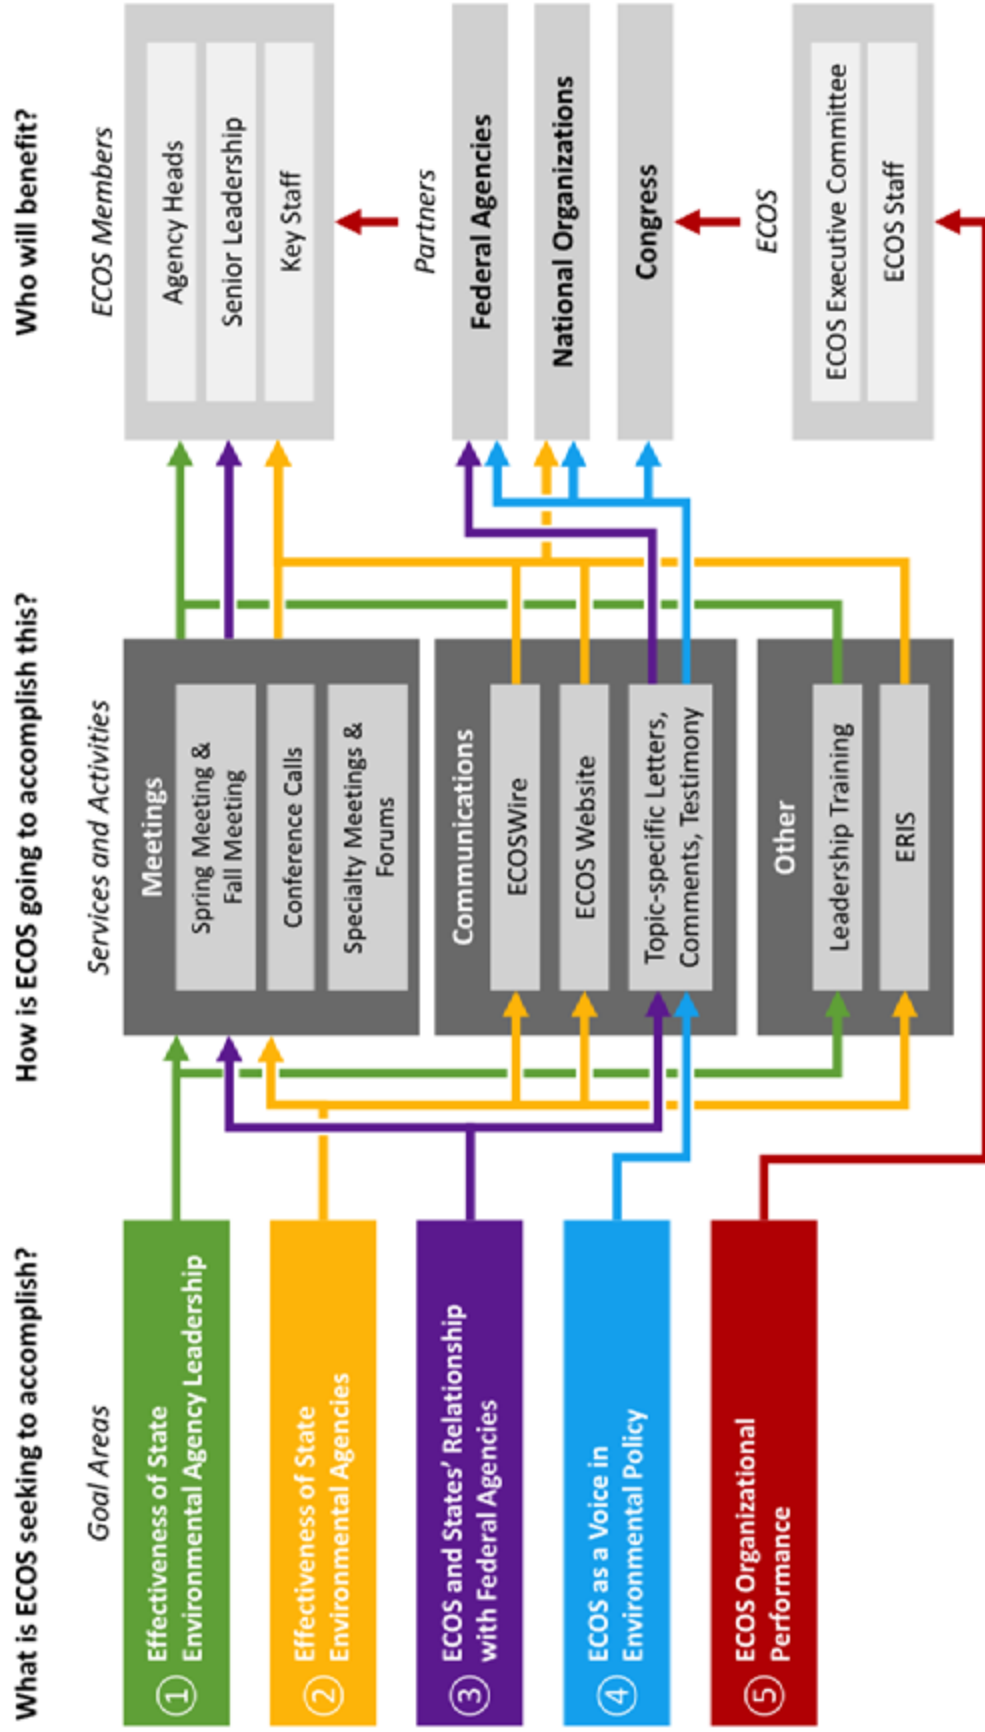 What is ECOS seeking to accomplish?
Goal Areas
1 Effectiveness of State
Environmental Agency Leadership
2 Effectiveness of State
Environmental Agencies
3 ECOS and States’ Relationship
with Federal Agencies
4 ECOS as a Voice in
Environmental Policy
5 ECOS Organizational
Performance
How is ECOS going to accomplish this?
Services and Activities
Meetings
Spring Meeting &
Fall Meeting
Conference Calls
Specialty Meetings &
Forums
Communications
ECOSWire
ECOS Website
Topic-specific Letters,
Comments, Testimony
Other
Leadership Training
ERIS
Who will benefit?
ECOS Members
Agency Heads
Senior Leadership
Key Staff
Partners
Federal Agencies
National Organizations
Congress
ECOS
ECOS Executive Committee
ECOS Staff